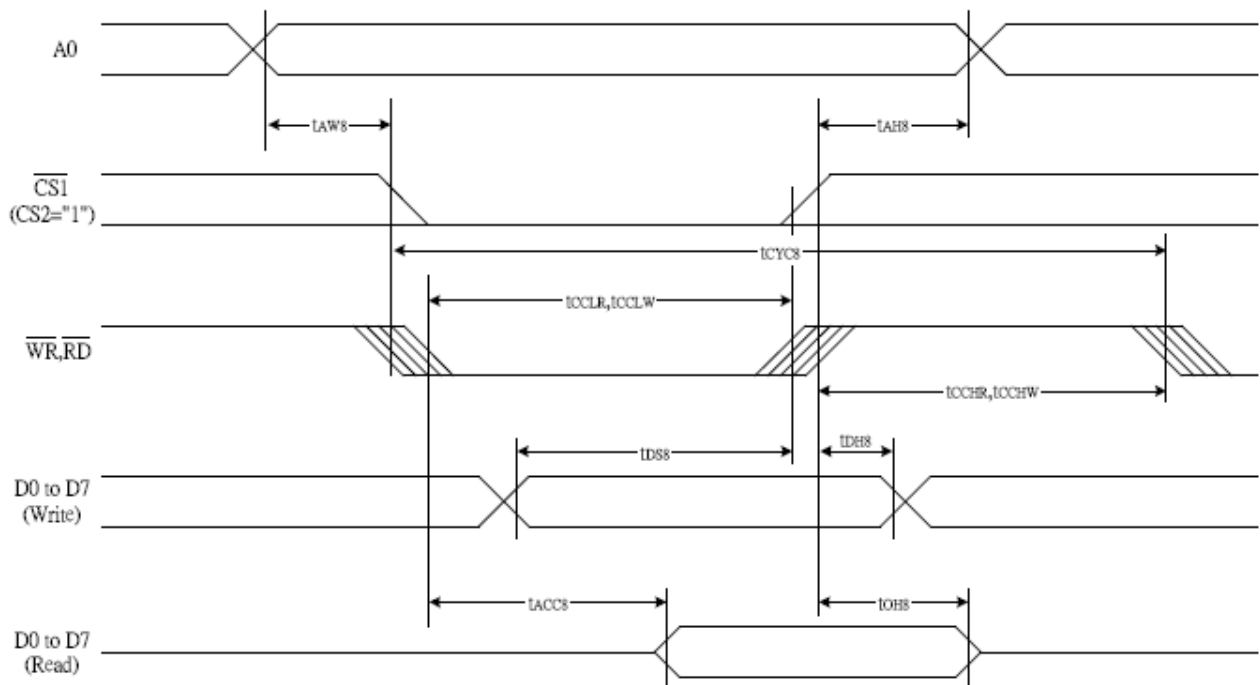 A0
tAW8
tAH8
CS1
(CS2="1")
tCYC8
tCCLR,tCCLW
WR,RD
tCCHR,tCCHW
tDS8
tDH8
D0 to D7
(Write)
tACC8
tOH8
D0 to D7
(Read)